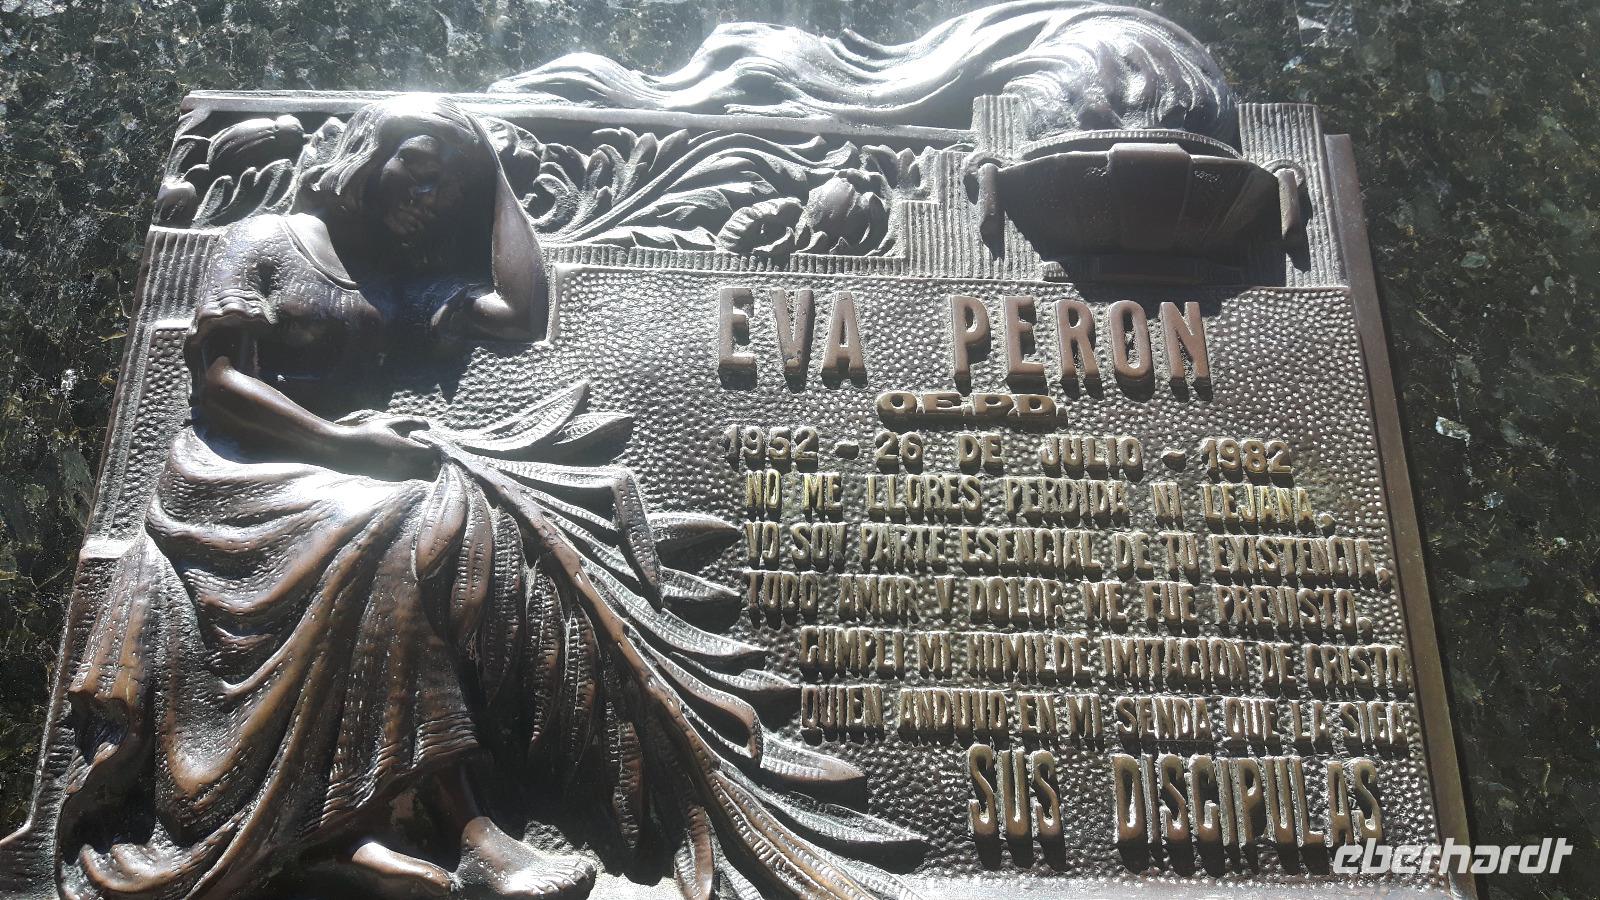 EVA PERON
Q.E.P.D.
1952 ~ 26 DE JULIO ~ 1982
NO ME LLORES PERDIDA NI LEJANA,
YO SOY PARTE ESENCIAL DE TU EXISTENCIA,
TODO AMOR Y DOLOR ME FUE PREVISTO,
CUMPLI MI HUMILDE IMITACION DE CRISTO
QUIEN ANDUVO EN MI SENDA QUE LA SIGA
SUS DISCIPULAS
eberhardt